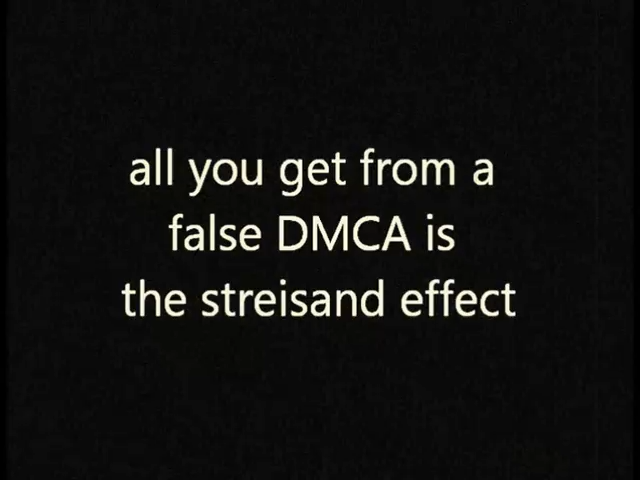 all you get from a
false DMCA is
the streisand effect